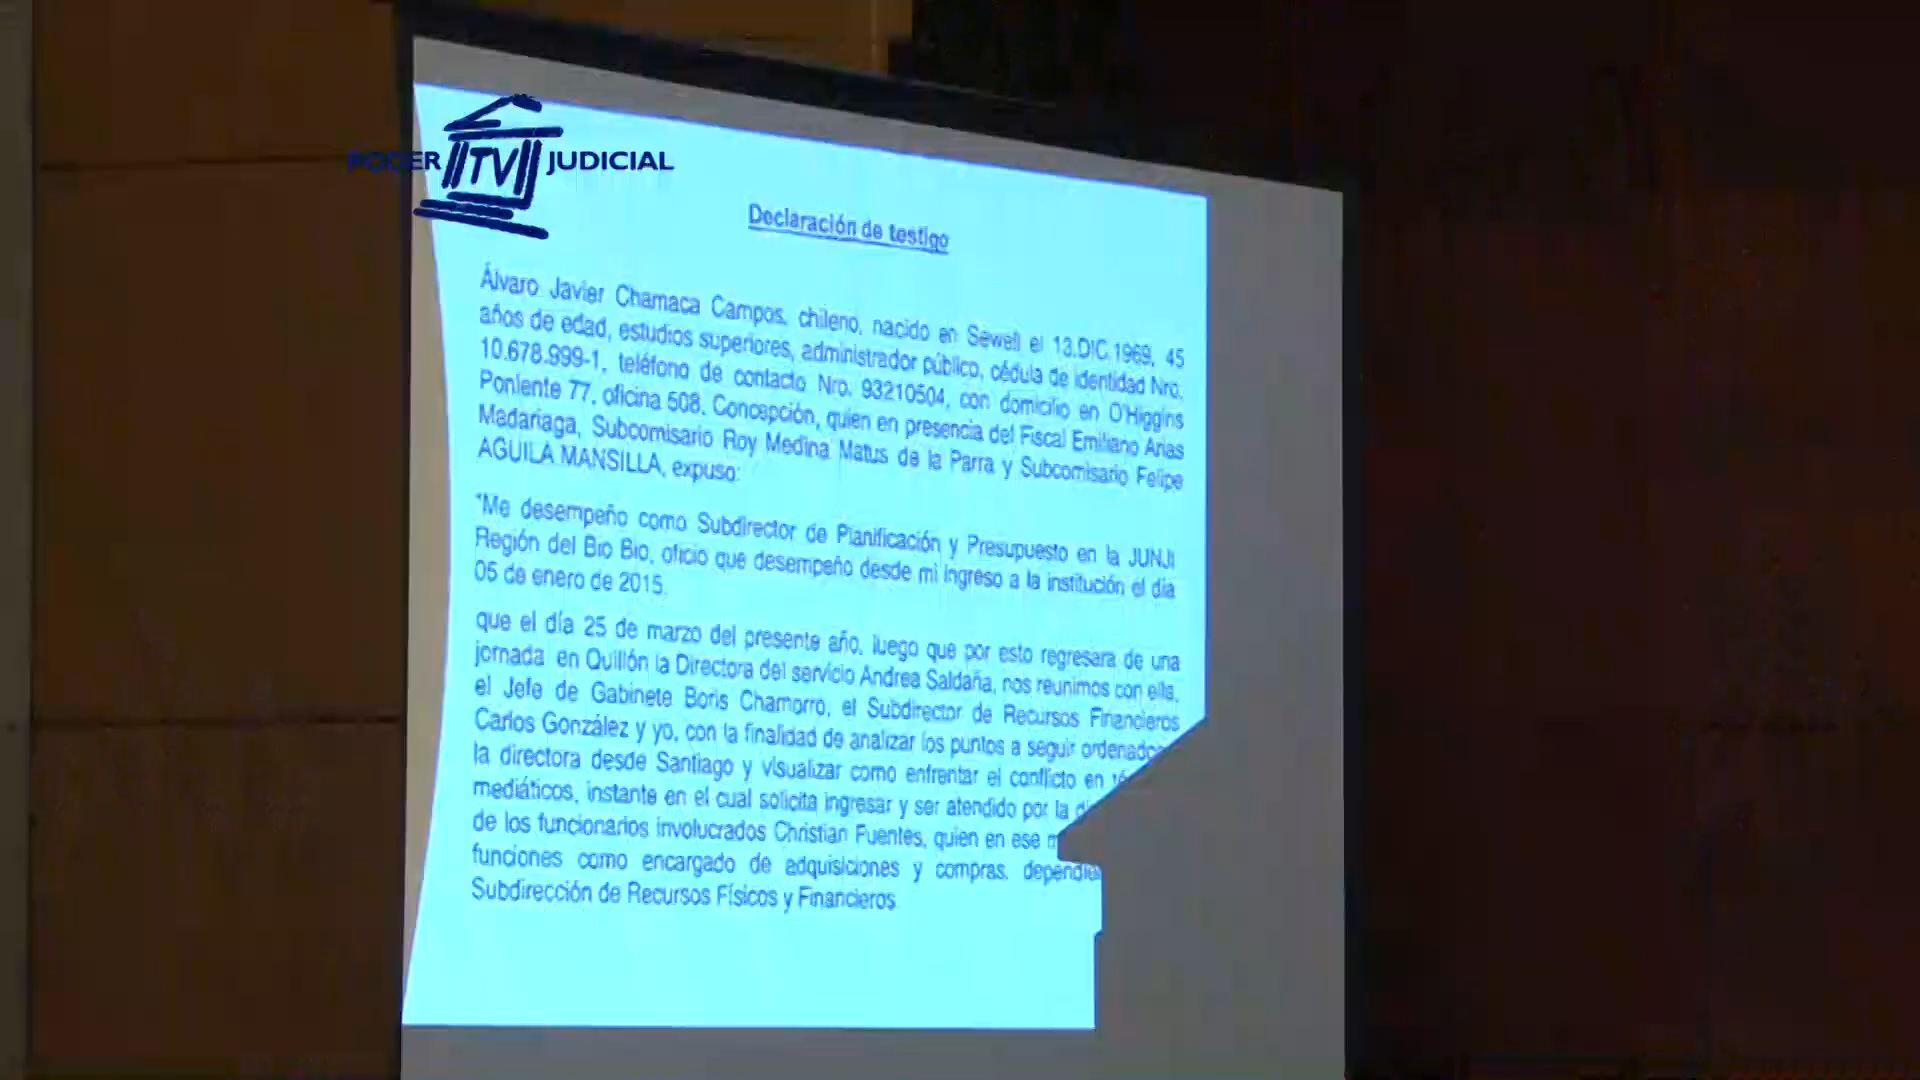 PODER TV JUDICIAL
Declaración de testigo
Álvaro Javier Chamaca Campos, chileno, nacido en Sewell el 13.DIC.1969, 45
años de edad, estudios superiores, administrador público, cédula de identidad Nro.
10.678.999-1, teléfono de contacto Nro. 93210504, con domicilio en O'Higgins
Poniente 77, oficina 508, Concepción, quien en presencia del Fiscal Emiliano Arias
Madariaga, Subcomisario Roy Medina Matus de la Parra y Subcomisario Felipe
AGUILA MANSILLA, expuso:
"Me desempeño como Subdirector de Planificación y Presupuesto en la JUNJI
Región del Bio Bio, oficio que desempeño desde mi ingreso a la institución el día
05 de enero de 2015.
que el día 25 de marzo del presente año, luego que por esto regresara de una
jornada en Quillón la Directora del servicio Andrea Saldaña, nos reunimos con ella,
el Jefe de Gabinete Boris Chamorro, el Subdirector de Recursos Financieros
Carlos González y yo, con la finalidad de analizar los puntos a seguir
la directora desde Santiago y visualizar como enfrentar el conflicto en
mediáticos, instante en el cual solicita ingresar y ser atendido por la
de los funcionarios involucrados Christian Fuentes, quien en ese
funciones como encargado de adquisiciones y compras,
Subdirección de Recursos Físicos y Financieros